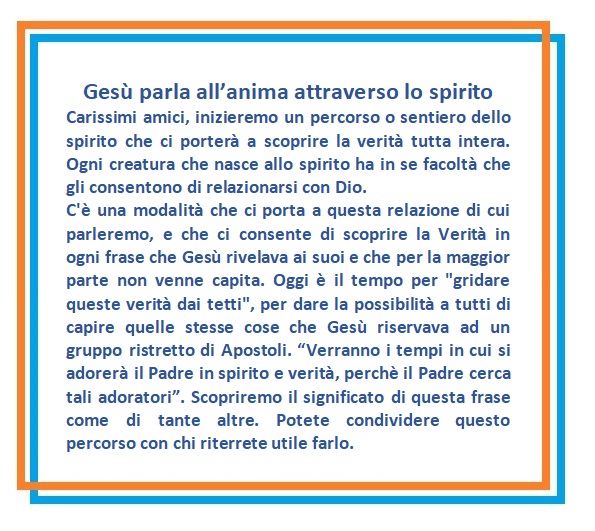 Gesù parla all’anima attraverso lo spirito
Carissimi amici, inizieremo un percorso o sentiero dello
spirito che ci porterà a scoprire la verità tutta intera.
Ogni creatura che nasce allo spirito ha in se facoltà che
gli consentono di relazionarsi con Dio.
C'è una modalità che ci porta a questa relazione di cui
parleremo, e che ci consente di scoprire la Verità in
ogni frase che Gesù rivelava ai suoi e che per la maggior
parte non venne capita. Oggi è il tempo per "gridare
queste verità dai tetti", per dare la possibilità a tutti di
capire quelle stesse cose che Gesù riservava ad un
gruppo ristretto di Apostoli. “Verranno i tempi in cui si
adorerà il Padre in spirito e verità, perchè il Padre cerca
tali adoratori”. Scopriremo il significato di questa frase
come di tante altre. Potete condividere questo
percorso con chi riterrete utile farlo.